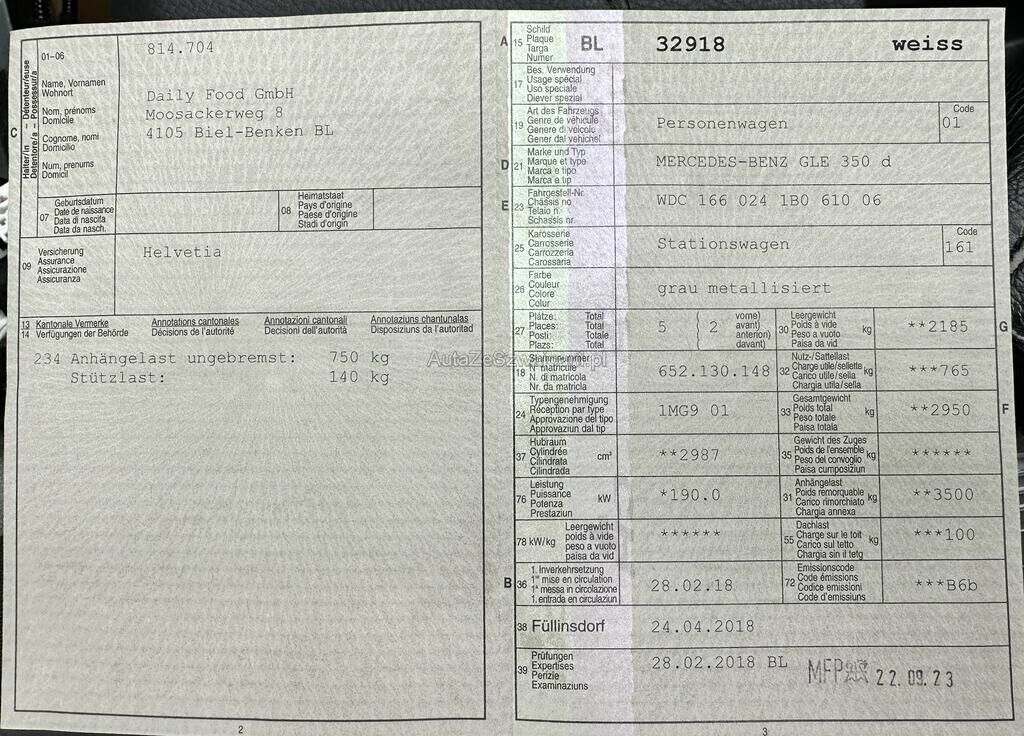 01-06
814.704
C
Halter/in – Détenteur/euse
Detentore/a – Possessur/a
Name, Vornamen
Wohnort
Nom, prénoms
Domicile
Cognome, nomi
Domicilio
Num, prenums
Domicil
Daily Food GmbH
Moosackerweg 8
4105 Biel-Benken BL
07
Geburtsdatum
Date de naissance
Data di nascita
Data da nasch.
08
Heimatstaat
Pays d'origine
Paese d'origine
Stadi d'origin
09
Versicherung
Assurance
Assicurazione
Assicuranza
Helvetia
13 Kantonale Vermerke Annotations cantonales Annotazioni cantonali Annotaziuns chantunalas
14 Verfügungen der Behörde Décisions de l'autorité Decisioni dell'autorità Disposiziuns da l'autoritad
234 Anhängelast ungebremst: 750 kg
Stützlast: 140 kg
2
A 15
Schild
Plaque
Targa
Numer
BL 32918 weiss
17
Bes. Verwendung
Usage spécial
Uso speciale
Diever spezial
19
Art des Fahrzeugs
Genre de véhicule
Genere di veicolo
Gener dal vehichel
Personenwagen
Code
01
D 21
Marke und Typ
Marque et type
Marca e tipo
Marca e tip
MERCEDES-BENZ GLE 350 d
E 23
Fahrgestell-Nr.
Châssis no
Telaio n.
Schassis nr.
WDC 166 024 1B0 610 06
25
Karosserie
Carrosserie
Carrozzeria
Carossaria
Stationswagen
Code
161
26
Farbe
Couleur
Colore
Colur
grau metallisiert
27
Plätze: Total
Places: Total
Posti: Totale
Plazs: Total
5 ( 2
vorne)
avant)
anteriori)
davant)
30
Leergewicht
Poids à vide
Peso a vuoto
Paisa da vid
kg
**2185
G
18
Stammnummer
N° matricule
N. di matricola
Nr. da matricla
652.130.148
32
Nutz-/Sattellast
Charge utile/sellette
Carico utile/sella
Chargia utila/sella
kg
***765
24
Typengenehmigung
Réception par type
Approvazione del tipo
Approvaziun dal tip
1MG9 01
33
Gesamtgewicht
Poids total
Peso totale
Paisa totala
kg
**2950
F
37
Hubraum
Cylindrée
Cilindrata
Cilindrada
cm³
**2987
35
Gewicht des Zuges
Poids de l'ensemble
Peso del convoglio
Paisa cumposiziun
kg
******
76
Leistung
Puissance
Potenza
Prestaziun
kW
*190.0
31
Anhängelast
Poids remorquable
Carico rimorchiato
Chargia annexa
kg
**3500
78 kW/kg
Leergewicht
poids à vide
peso a vuoto
paisa da vid
******
55
Dachlast
Charge sur le toit
Carico sul tetto
Chargia sin il tetg
kg
***100
B 36
1. Inverkehrsetzung
1re mise en circulation
1a messa in circolazione
1. entrada en circulaziun
28.02.18
72
Emissionscode
Code émissions
Codice emissioni
Code d'emissiuns
***B6b
38 Füllinsdorf 24.04.2018
39
Prüfungen
Expertises
Perizie
Examinaziuns
28.02.2018 BL MFP 22.09.23
3